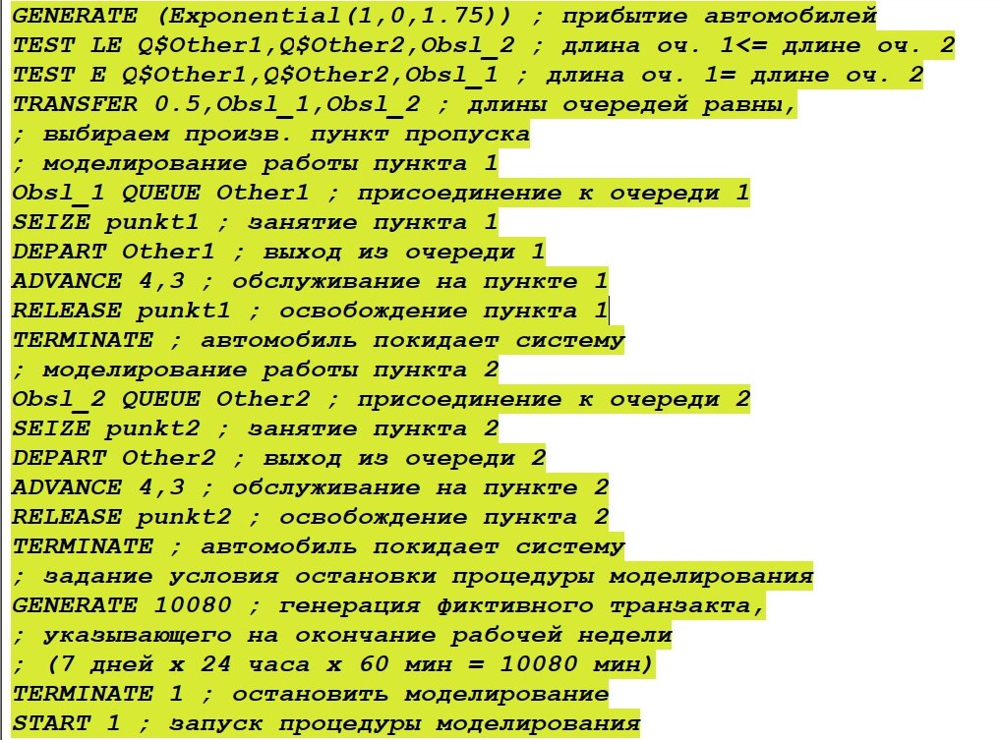 GENERATE (Exponential(1,0,1.75)) ; прибытие автомобилей
TEST LE Q$Other1,Q$Other2,Obsl_2 ; длина оч. 1<= длине оч. 2
TEST E Q$Other1,Q$Other2,Obsl_1 ; длина оч. 1= длине оч. 2
TRANSFER 0.5,Obsl_1,Obsl_2 ; длины очередей равны,
; выбираем произв. пункт пропуска
; моделирование работы пункта 1
Obsl_1 QUEUE Other1 ; присоединение к очереди 1
SEIZE punkt1 ; занятие пункта 1
DEPART Other1 ; выход из очереди 1
ADVANCE 4,3 ; обслуживание на пункте 1
RELEASE punkt1 ; освобождение пункта 1
TERMINATE ; автомобиль покидает систему
; моделирование работы пункта 2
Obsl_2 QUEUE Other2 ; присоединение к очереди 2
SEIZE punkt2 ; занятие пункта 2
DEPART Other2 ; выход из очереди 2
ADVANCE 4,3 ; обслуживание на пункте 2
RELEASE punkt2 ; освобождение пункта 2
TERMINATE ; автомобиль покидает систему
; задание условия остановки процедуры моделирования
GENERATE 10080 ; генерация фиктивного транзакта,
; указывающего на окончание рабочей недели
; (7 дней x 24 часа x 60 мин = 10080 мин)
TERMINATE 1 ; остановить моделирование
START 1 ; запуск процедуры моделирования